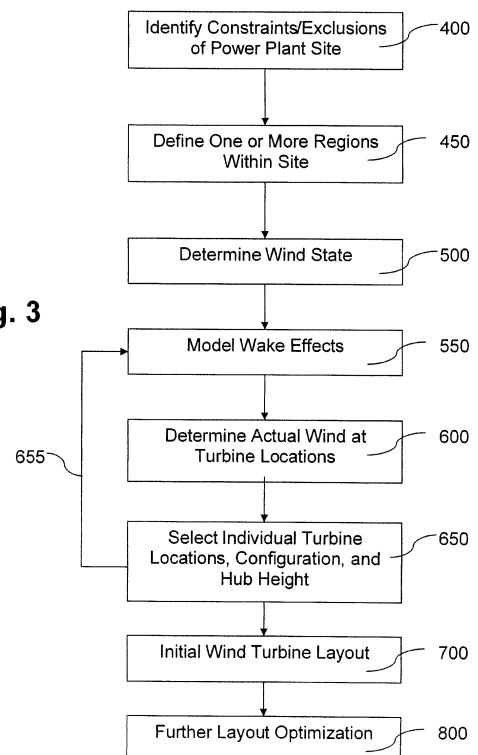 Identify Constraints/Exclusions
of Power Plant Site
400
Define One or More Regions
Within Site
450
Determine Wind State
500
g. 3
Model Wake Effects
550
Determine Actual Wind at
Turbine Locations
600
655
Select Individual Turbine
Locations, Configuration, and
Hub Height
650
Initial Wind Turbine Layout
700
Further Layout Optimization
800